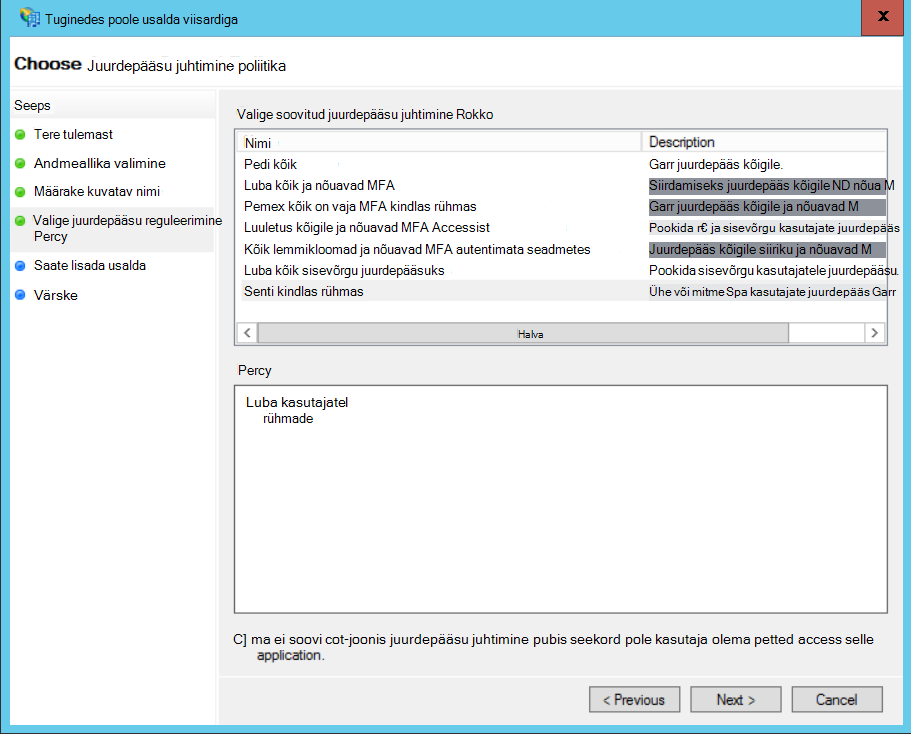 Tuginedes poole usalda viisardiga
x
Choose Juurdepääsu juhtimine poliitika
Seeps
Tere tulemast
Andmeallika valimine
Määrake kuvatav nimi
Valige juurdepääsu reguleerimine
Percy
Saate lisada usalda
Värske
Valige soovitud juurdepääsu juhtimine Rokko
Nimi Description
Pedi kõik Garr juurdepääs kõigile.
Luba kõik ja nõuavad MFA Siirdamiseks juurdepääs kõigile ND nõua M
Pemex kõik on vaja MFA kindlas rühmas Garr juurdepääs kõigile ja nõuavad M
Luuletus kõigile ja nõuavad MFA Accessist Pookida r€ ja sisevõrgu kasutajate juurdepääs
Kõik lemmikloomad ja nõuavad MFA autentimata seadmetes Juurdepääs kõigile siiriku ja nõuavad M
Luba kõik sisevõrgu juurdepääsuks Pookida sisevõrgu kasutajatele juurdepääsu.
Senti kindlas rühmas Ühe või mitme Spa kasutajate juurdepääs Garr
< Halva >
Percy
Luba kasutajatel
rühmade
C] ma ei soovi cot-joonis juurdepääsu juhtimine pubis seekord pole kasutaja olema petted access selle
application.
< Previous Next > Cancel